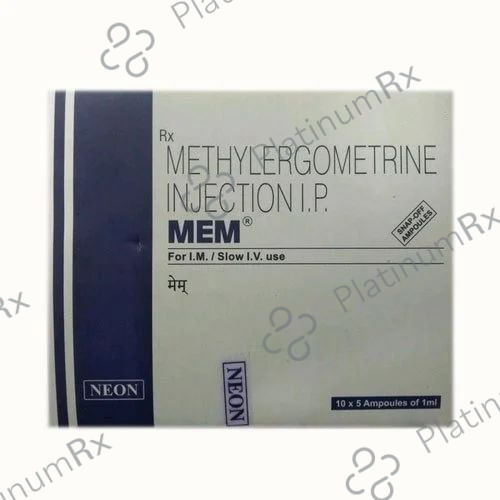 Rx
METHYLERGOMETRINE
INJECTION I.P.
MEM®
For I.M. / Slow I.V. use
मेम्
SNAP-OFF
AMPOULES
NEON
NEON
10 x 5 Ampoules of 1ml
PlatinumRx
PlatinumRx
PlatinumRx
PlatinumRx